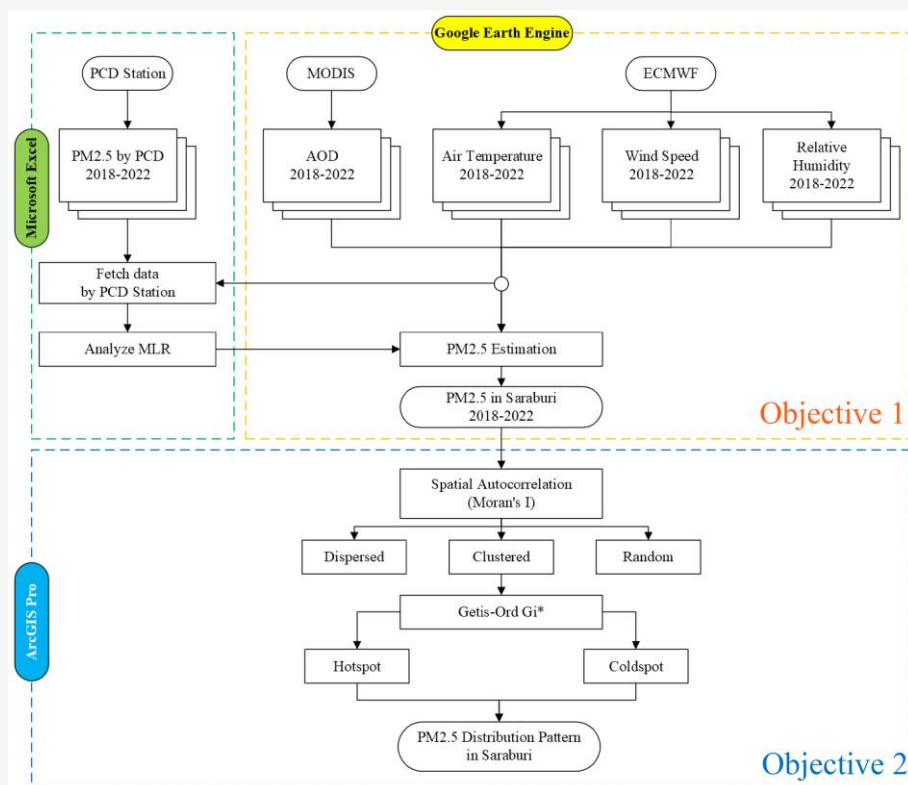 Google Earth Engine
PCD Station
MODIS
ECMWF
Microsoft Excel
PM2.5 by PCD
2018-2022
AOD
2018-2022
Air Temperature
2018-2022
Wind Speed
2018-2022
Relative
Humidity
2018-2022
Fetch data
by PCD Station
Analyze MLR
PM2.5 Estimation
PM2.5 in Saraburi
2018-2022
Objective 1
Spatial Autocorrelation
(Moran's I)
Dispersed
Clustered
Random
ArcGIS Pro
Getis-Ord Gi*
Hotspot
Coldspot
PM2.5 Distribution Pattern
in Saraburi
Objective 2